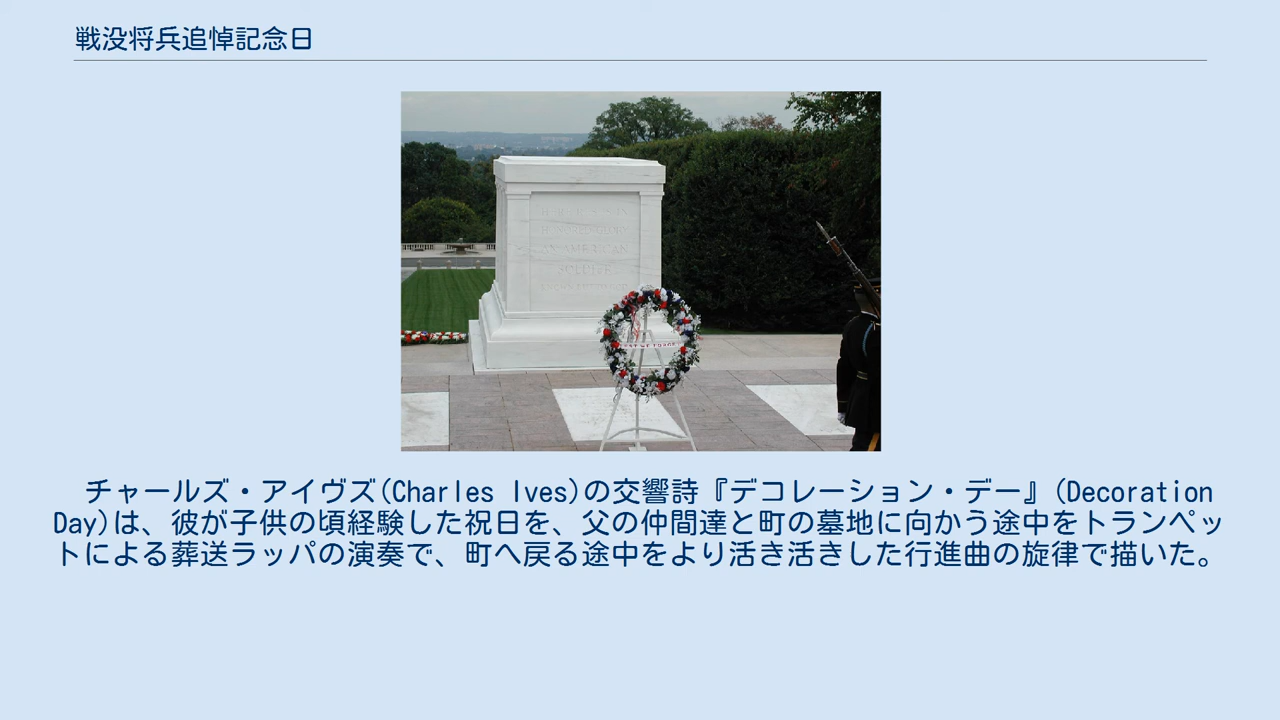 戦没将兵追悼記念日
AN AMERICAN
SOLDIER
チャールズ・アイヴズ(Charles Ives)の交響詩『デコレーション・デー』(Decoration
Day)は、彼が子供の頃経験した祝日を、父の仲間達と町の墓地に向かう途中をトランペッ
トによる葬送ラッパの演奏で、町へ戻る途中をより活き活きした行進曲の旋律で描いた。